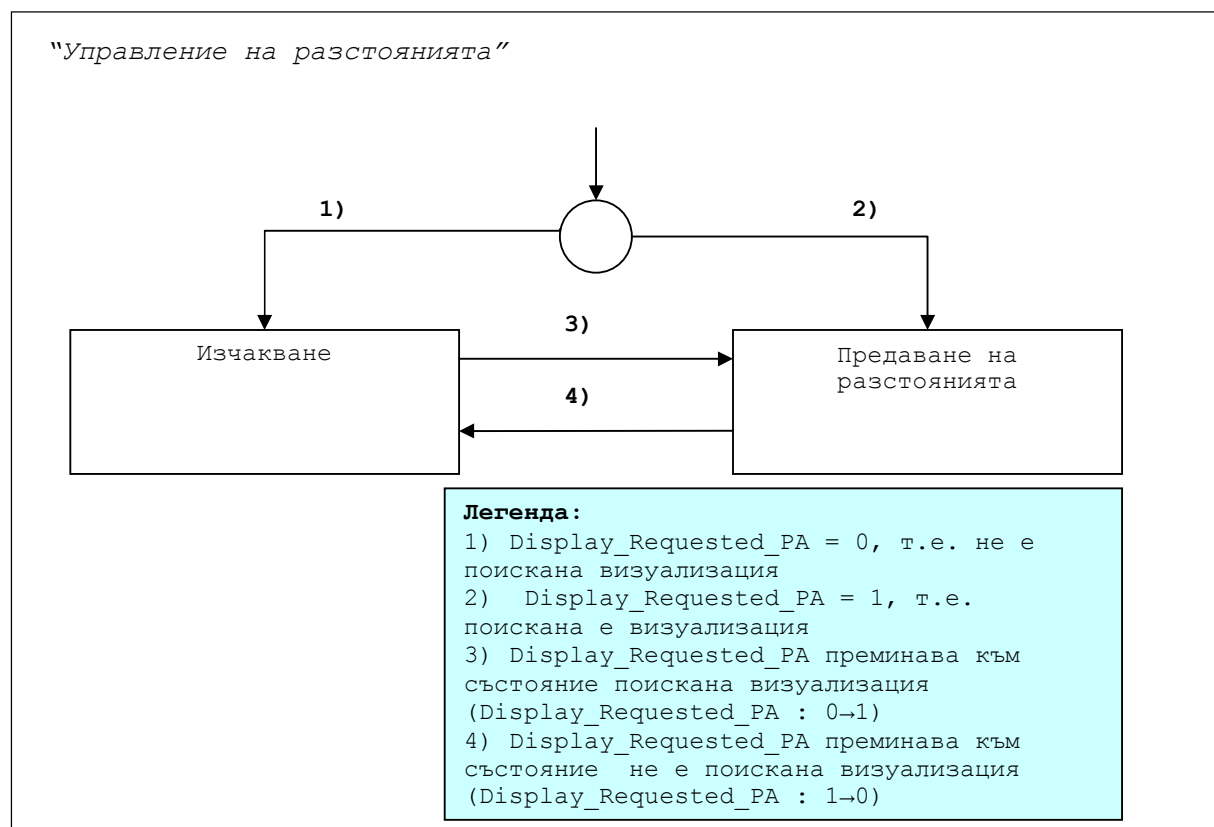 “Управление на разстоянията”
1)
2)
3)
Изчакване
Предаване на
разстоянията
4)
Легенда:
1) Display_Requested_PA = 0, т.е. не е
поискана визуализация
2) Display_Requested_PA = 1, т.е.
поискана е визуализация
3) Display_Requested_PA преминава към
състояние поискана визуализация
(Display_Requested_PA : 0→1)
4) Display_Requested_PA преминава към
състояние не е поискана визуализация
(Display_Requested_PA : 1→0)